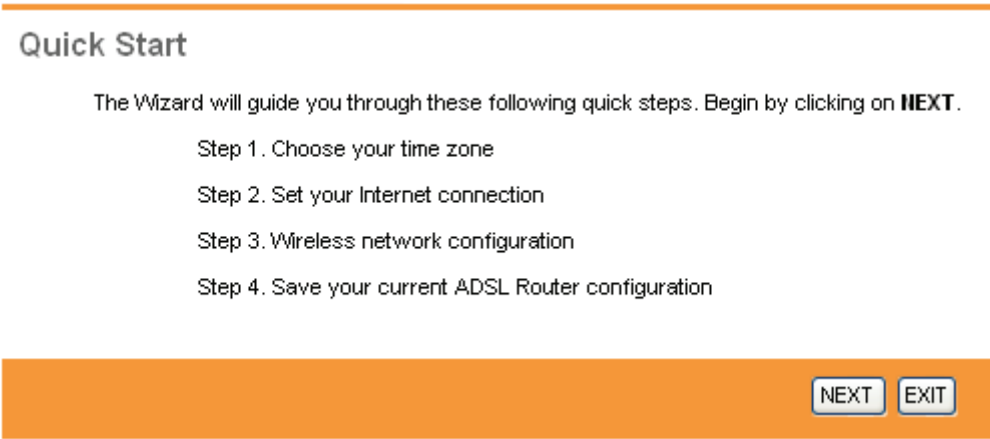 Quick Start
The Wizard will guide you through these following quick steps. Begin by clicking on NEXT.
Step 1. Choose your time zone
Step 2. Set your Internet connection
Step 3. Wireless network configuration
Step 4. Save your current ADSL Router configuration
NEXT EXIT